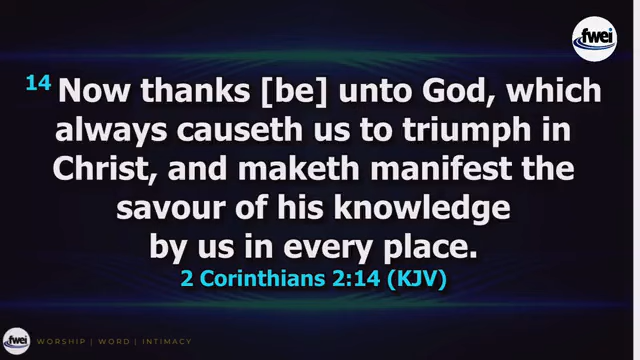 fwei
14 Now thanks [be] unto God, which
always causeth us to triumph in
Christ, and maketh manifest the
savour of his knowledge
by us in every place.
2 Corinthians 2:14 (KJV)
fwei
WORSHIP | WORD | INTIMACY